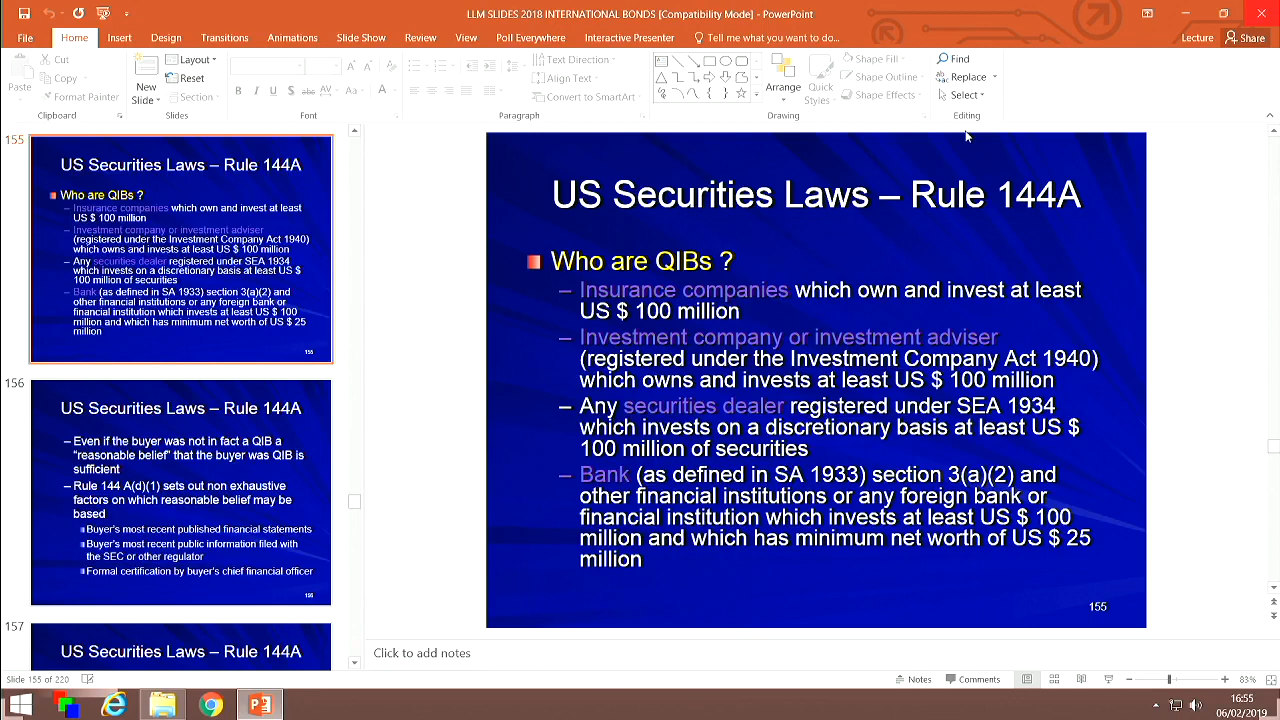 LLM SLIDES 2018 INTERNATIONAL BONDS [Compatibility Mode] - PowerPoint
File Home Insert Design Transitions Animations Slide Show Review View Poll Everywhere Interactive Presenter Tell me what you want to do... Lecture Share
Paste
Cut
Copy
Format Painter
Clipboard
New
Slide
Layout
Reset
Section
Slides
B I U S abc AV Aa A
Font
Text Direction
Align Text
Convert to SmartArt
Paragraph
Arrange
Quick
Styles
Shape Fill
Shape Outline
Shape Effects
Drawing
Find
Replace
Select
Editing
155
US Securities Laws – Rule 144A
Who are QIBs ?
– Insurance companies which own and invest at least
US $ 100 million
– Investment company or investment adviser
(registered under the Investment Company Act 1940)
which owns and invests at least US $ 100 million
– Any securities dealer registered under SEA 1934
which invests on a discretionary basis at least US $
100 million of securities
– Bank (as defined in SA 1933) section 3(a)(2) and
other financial institutions or any foreign bank or
financial institution which invests at least US $ 100
million and which has minimum net worth of US $ 25
million
155
156
US Securities Laws – Rule 144A
– Even if the buyer was not in fact a QIB a
“reasonable belief” that the buyer was QIB is
sufficient
– Rule 144 A(d)(1) sets out non exhaustive
factors on which reasonable belief may be
based
Buyer's most recent published financial statements
Buyer's most recent public information filed with
the SEC or other regulator
Formal certification by buyer's chief financial officer
156
157
US Securities Laws – Rule 144A
US Securities Laws – Rule 144A
Who are QIBs ?
– Insurance companies which own and invest at least
US $ 100 million
– Investment company or investment adviser
(registered under the Investment Company Act 1940)
which owns and invests at least US $ 100 million
– Any securities dealer registered under SEA 1934
which invests on a discretionary basis at least US $
100 million of securities
– Bank (as defined in SA 1933) section 3(a)(2) and
other financial institutions or any foreign bank or
financial institution which invests at least US $ 100
million and which has minimum net worth of US $ 25
million
155
Click to add notes
Slide 155 of 220 Notes Comments 83%
16:55
06/02/2019